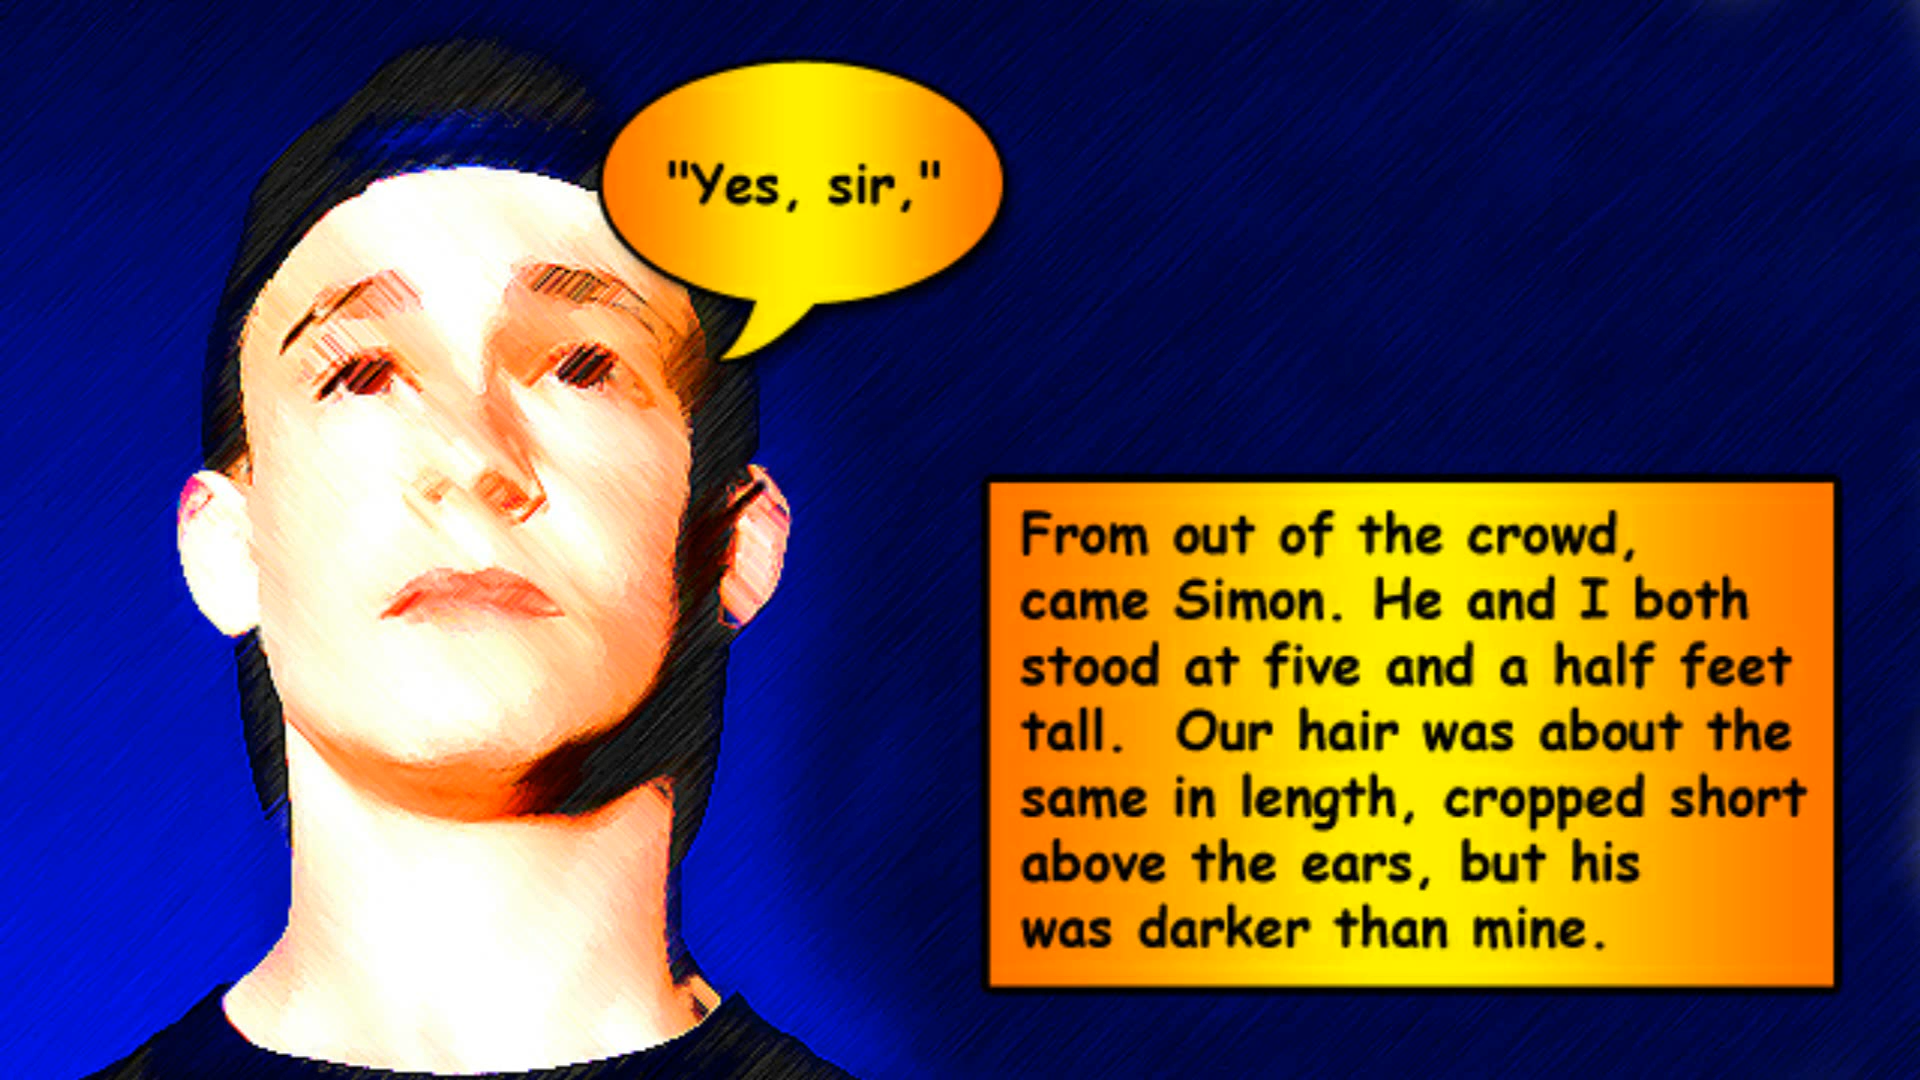 "Yes, sir,"
From out of the crowd,
came Simon. He and I both
stood at five and a half feet
tall.  Our hair was about the
same in length, cropped short
above the ears, but his
was darker than mine.